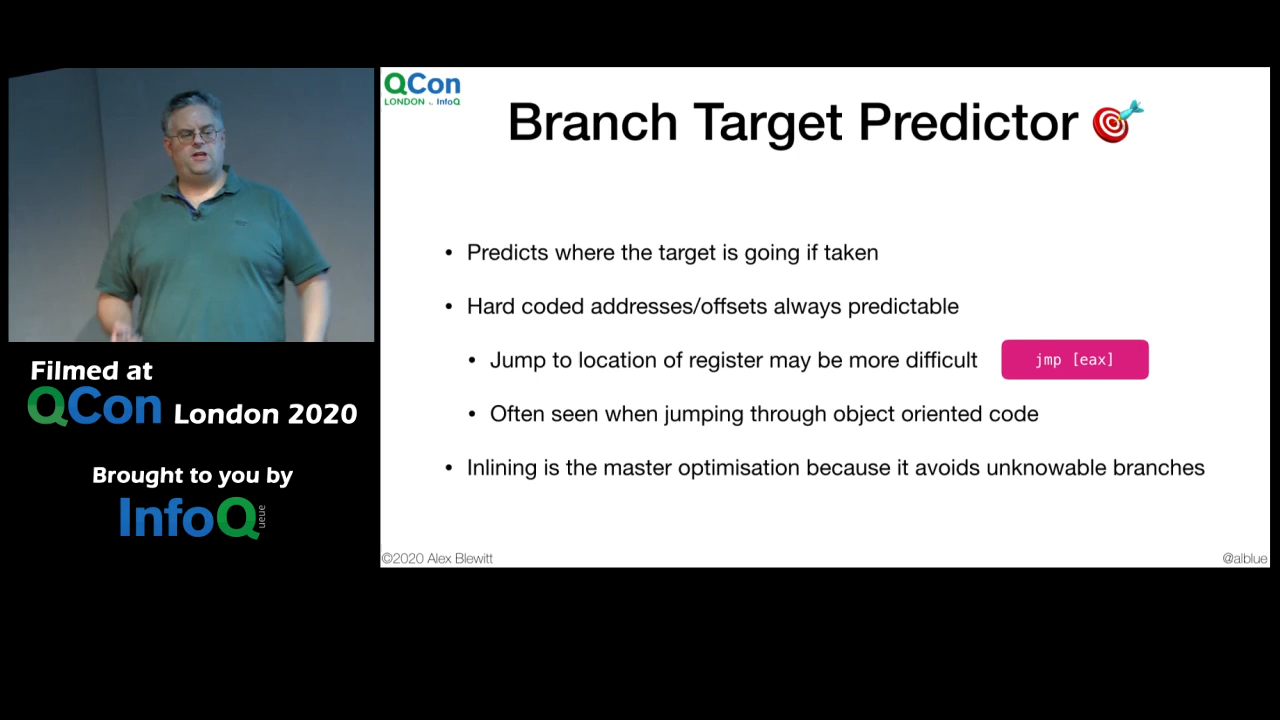 QCon
LONDON by InfoQ
Branch Target Predictor
• Predicts where the target is going if taken
• Hard coded addresses/offsets always predictable
• Jump to location of register may be more difficult
jmp [eax]
• Often seen when jumping through object oriented code
• Inlining is the master optimisation because it avoids unknowable branches
©2020 Alex Blewitt
@alblue
Filmed at
QCon London 2020
Brought to you by
InfoQueue